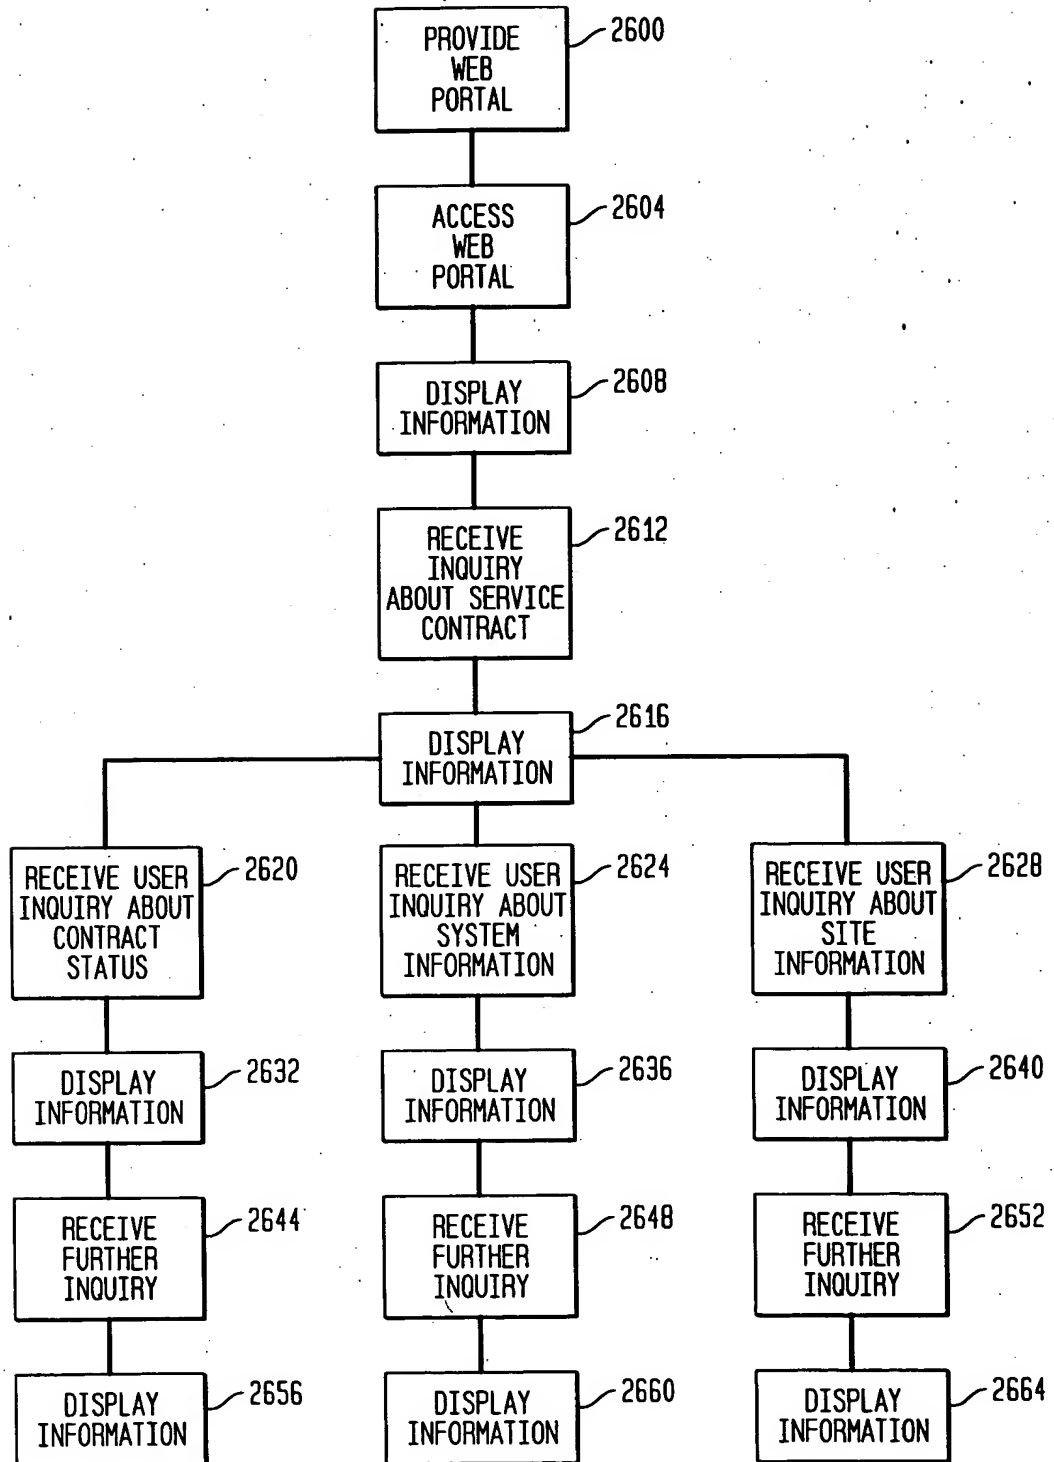 PROVIDE
WEB
PORTAL
2600
ACCESS
WEB
PORTAL
2604
DISPLAY
INFORMATION
2608
RECEIVE
INQUIRY
ABOUT SERVICE
CONTRACT
2612
DISPLAY
INFORMATION
2616
RECEIVE USER
INQUIRY ABOUT
CONTRACT
STATUS
2620
RECEIVE USER
INQUIRY ABOUT
SYSTEM
INFORMATION
2624
RECEIVE USER
INQUIRY ABOUT
SITE
INFORMATION
2628
DISPLAY
INFORMATION
2632
DISPLAY
INFORMATION
2636
DISPLAY
INFORMATION
2640
RECEIVE
FURTHER
INQUIRY
2644
RECEIVE
FURTHER
INQUIRY
2648
RECEIVE
FURTHER
INQUIRY
2652
DISPLAY
INFORMATION
2656
DISPLAY
INFORMATION
2660
DISPLAY
INFORMATION
2664